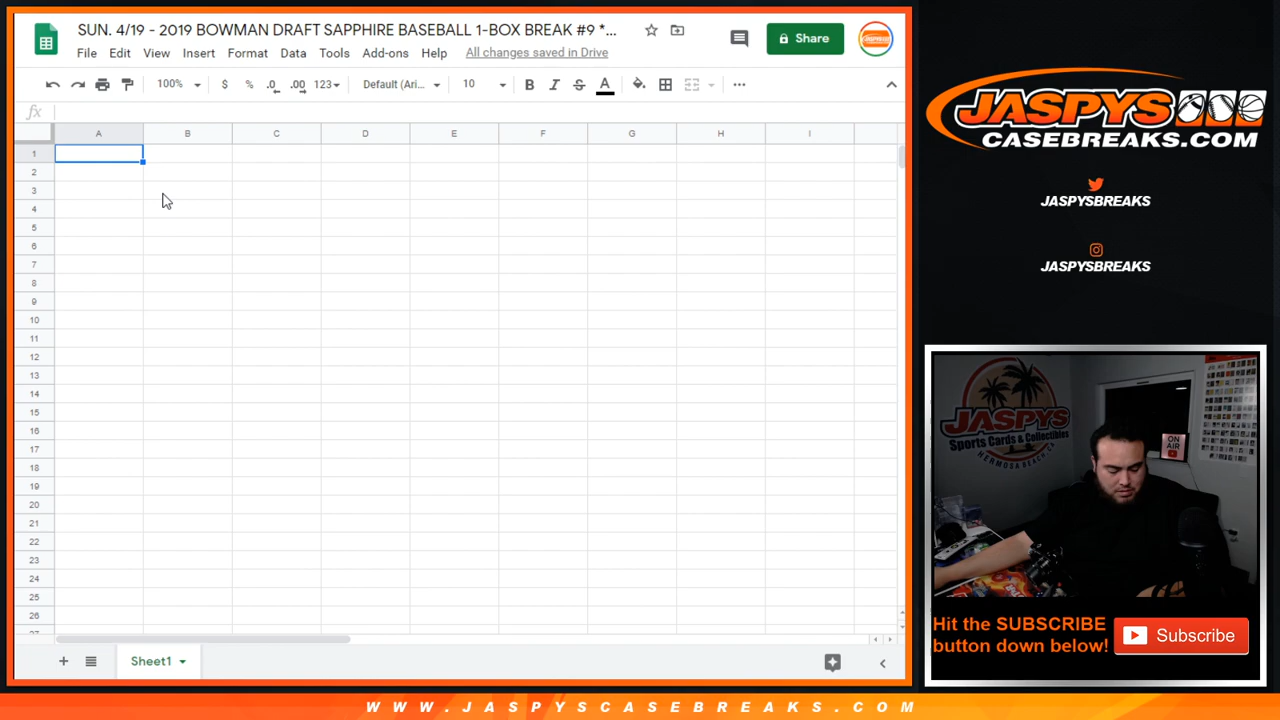 SUN. 4/19 - 2019 BOWMAN DRAFT SAPPHIRE BASEBALL 1-BOX BREAK #9 *...
Share
File Edit View Insert Format Data Tools Add-ons Help All changes saved in Drive
100% $ % .0 .00 123 Default (Ari... 10 B I S A
fx
A B C D E F G H I
1
2
3
4
5
6
7
8
9
10
11
12
13
14
15
16
17
18
19
20
21
22
23
24
25
26
Sheet1
JASPYS
CASEBREAKS.COM
JASPYSBREAKS
JASPYSBREAKS
JASPYS
Sports Cards & Collectibles
HERMOSA BEACH, CA
ON
AIR
Hit the SUBSCRIBE
button down below!
Subscribe
WWW.JASPYSCASEBREAKS.COM